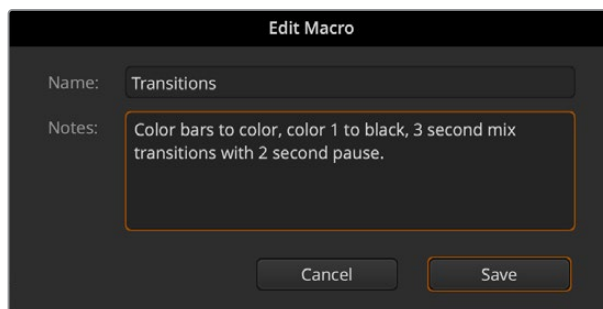 Edit Macro
Name: Transitions
Notes: Color bars to color, color 1 to black, 3 second mix
transitions with 2 second pause.
Cancel Save